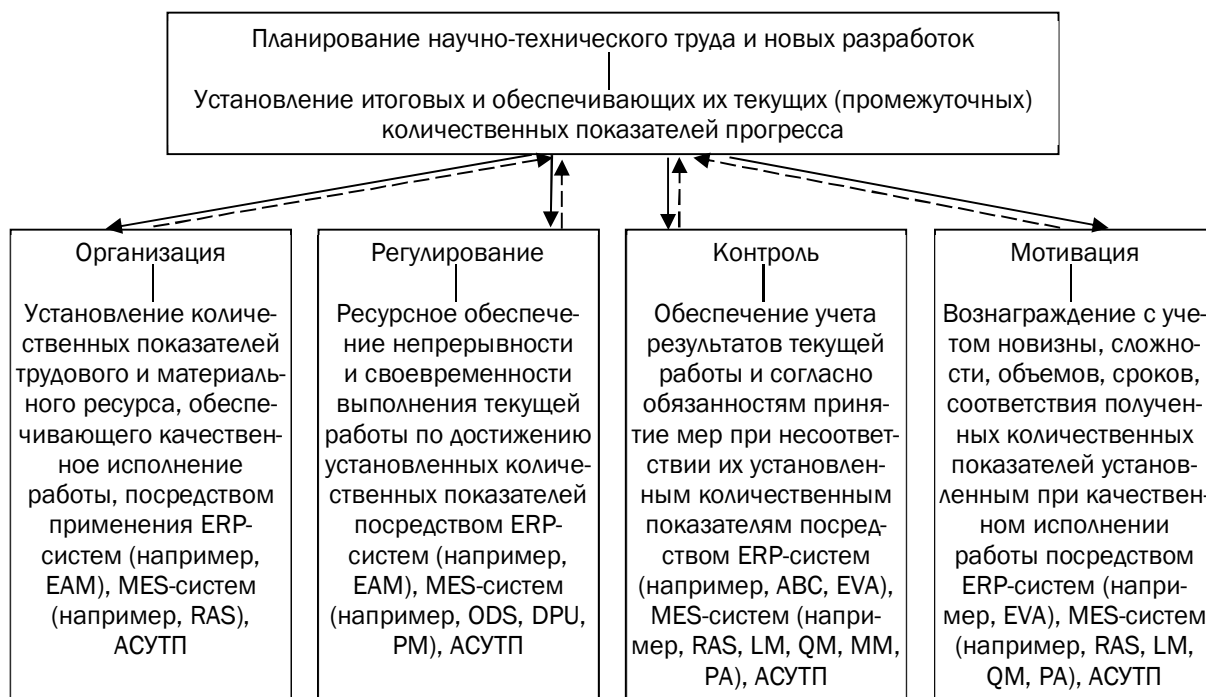 Планирование научно-технического труда и новых разработок
Установление итоговых и обеспечивающих их текущих (промежуточных)
количественных показателей прогресса
Организация
Установление количе-
ственных показателей
трудового и материаль-
ного ресурса, обеспе-
чивающего качествен-
ное исполнение
работы, посредством
применения ERP-
систем (например,
EAM), MES-систем
(например, RAS),
АСУТП
Регулирование
Ресурсное обеспече-
ние непрерывности
и своевременности
выполнения текущей
работы по достижению
установленных количе-
ственных показателей
посредством ERP-
систем (например,
EAM), MES-систем
(например, ODS, DPU,
PM), АСУТП
Контроль
Обеспечение учета
результатов текущей
работы и согласно
обязанностям приня-
тие мер при несоответ-
ствии их установлен-
ным количественным
показателям посред-
ством ERP-систем
(например, ABC, EVA),
MES-систем (напри-
мер, RAS, LM, QM, MM,
PA), АСУТП
Мотивация
Вознаграждение с уче-
том новизны, сложно-
сти, объемов, сроков,
соответствия получен-
ных количественных
показателей установ-
ленным при качествен-
ном исполнении
работы посредством
ERP-систем (напри-
мер, EVA), MES-систем
(например, RAS, LM,
QM, PA), АСУТП